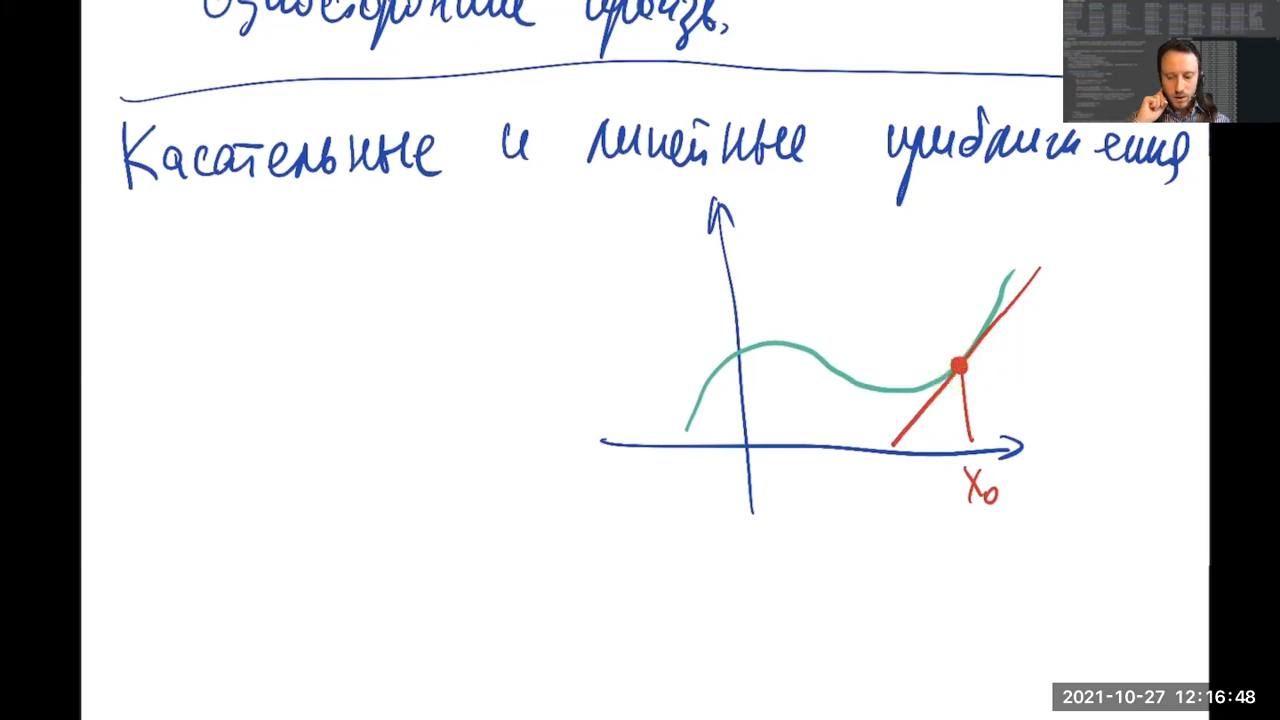 Односторонние произв.
Касательные и линейные приближения
x₀
2021-10-27 12:16:48